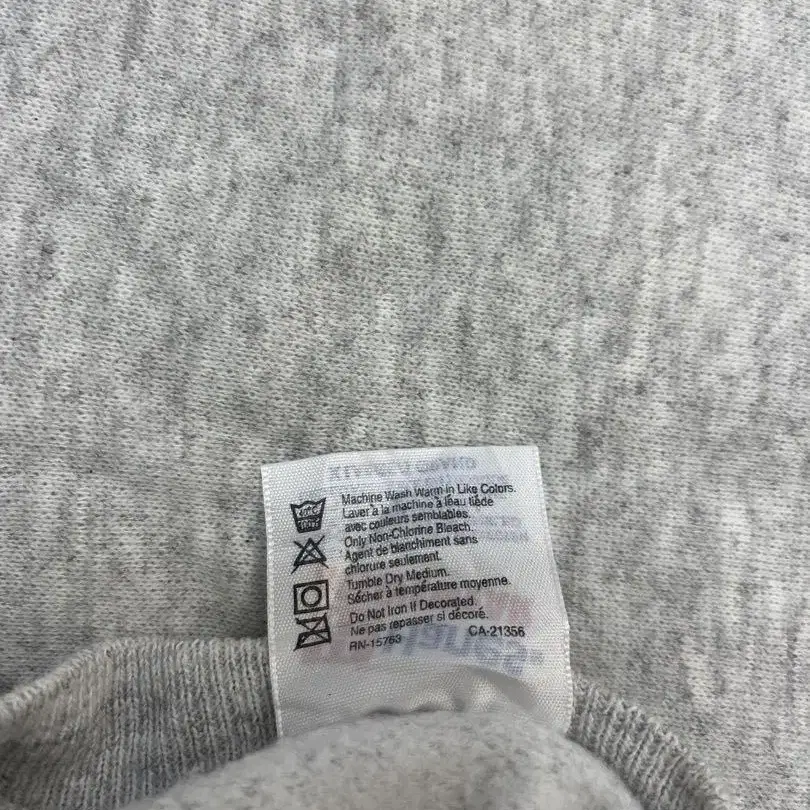 Machine Wash Warm in Like Colors.
Laver à la machine à léau tiède
avec couleurs semblables.
Only Non-Chlorine Bleach.
Agent de blanchiment sans
chlorure seulement.
Tumble Dry Medium.
Sécher à température moyenne.
Do Not Iron If Decorated.
Ne pas repasser si décoré.
RN-15763 CA-21356